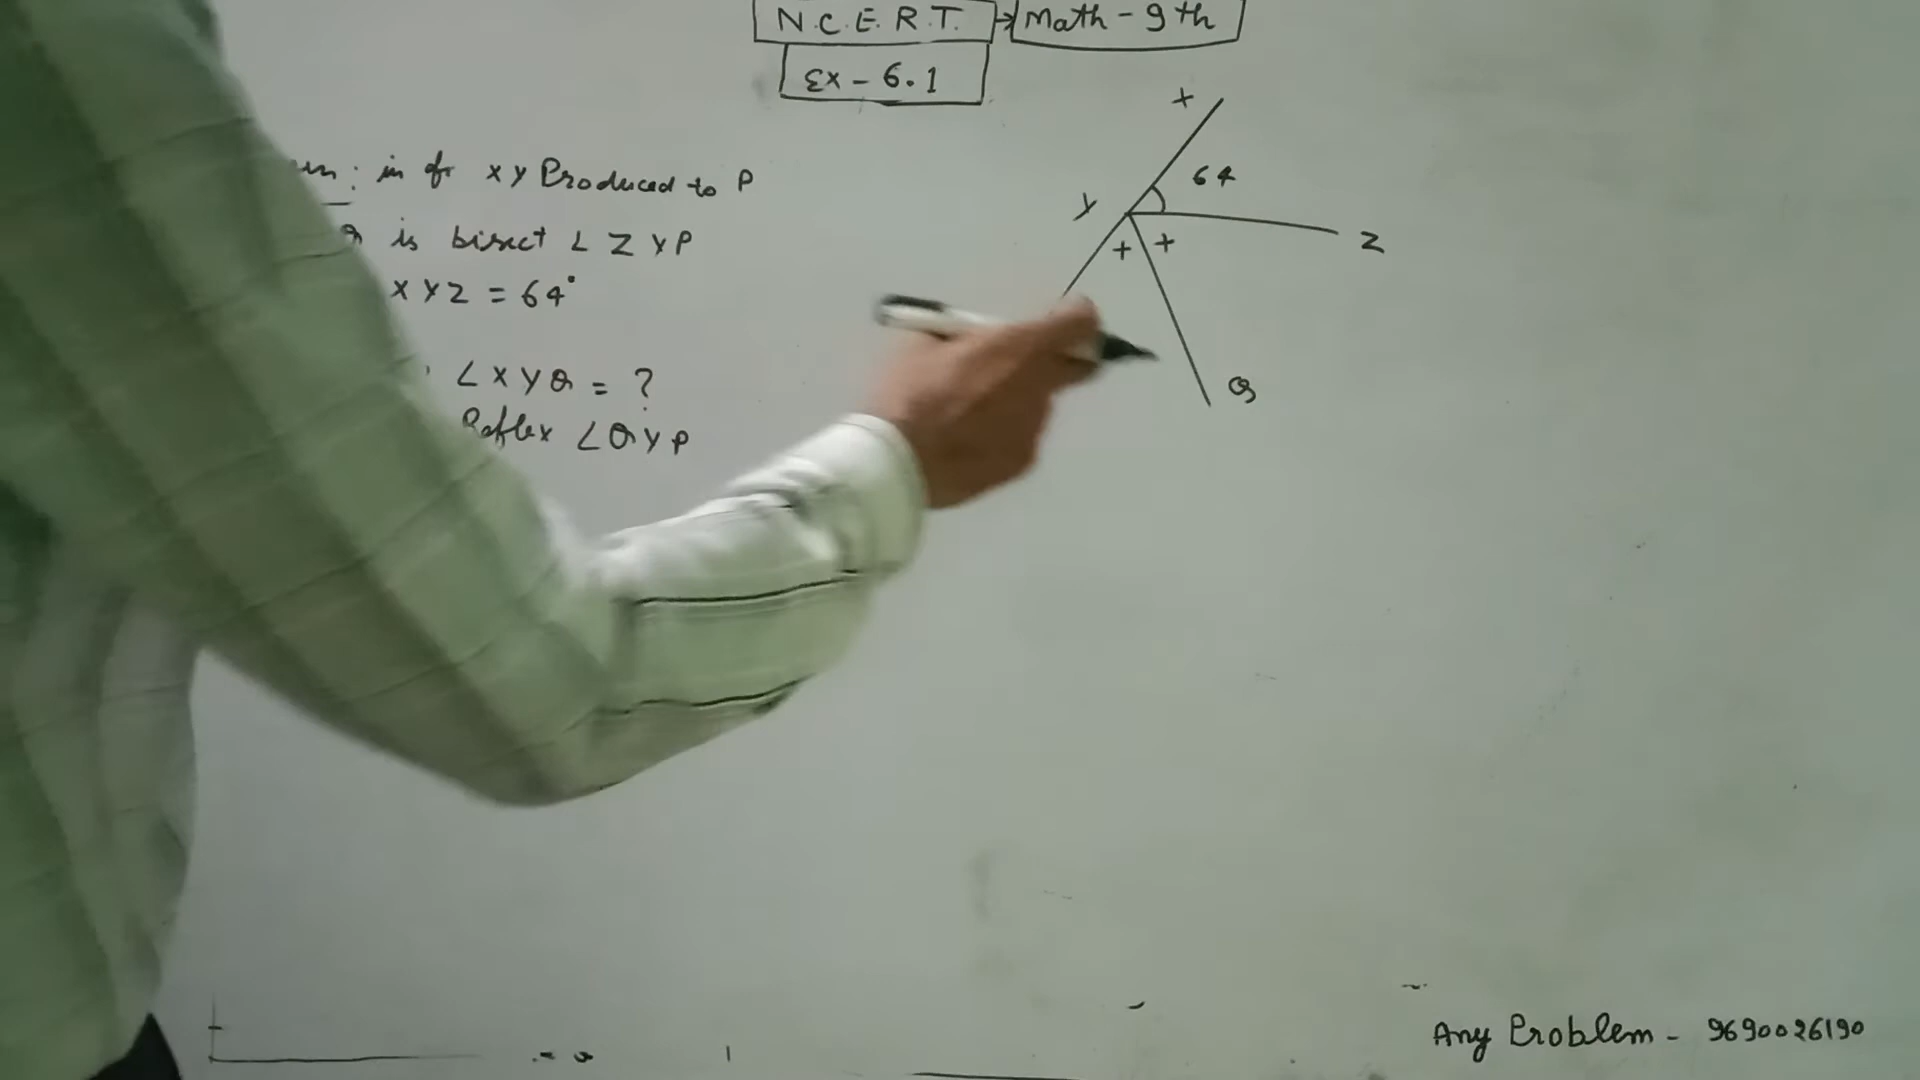 N.C.E.R.T. → Math - 9th
Ex - 6.1
: in of xy Produced to P
is bisect ∠ZYP
XYZ = 64°
∠XYQ = ?
Reflex ∠QYP
X
64
Y
Z
+ +
Q
Any Problem - 9690026190